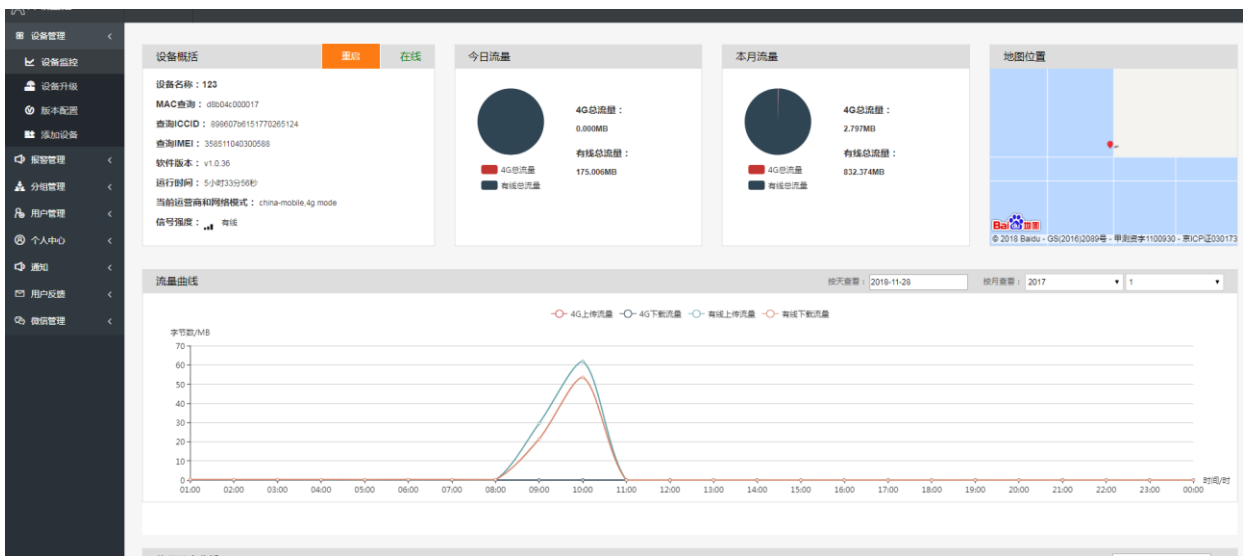 设备管理
设备监控
设备升级
版本配置
添加设备
报警管理
分组管理
用户管理
个人中心
通知
用户反馈
微信管理
设备概括 重启 在线
设备名称：123
MAC查询：d8b04c000017
查询ICCID：898607b6151770265124
查询IMEI：358511040300588
软件版本：v1.0.36
运行时间：5小时33分56秒
当前运营商和网络模式：china-mobile,4g mode
信号强度： 有线
今日流量
4G总流量：
0.000MB
有线总流量：
175.006MB
4G总流量
有线总流量
本月流量
4G总流量：
2.797MB
有线总流量：
832.374MB
4G总流量
有线总流量
地图位置
Bai 地图
© 2018 Baidu - GS(2016)2089号 - 甲测资字1100930 - 京ICP证030173
流量曲线 按天查看：2018-11-28 按月查看：2017 1
4G上传流量 4G下载流量 有线上传流量 有线下载流量
字节数/MB
70
60
50
40
30
20
10
0
01:00 02:00 03:00 04:00 05:00 06:00 07:00 08:00 09:00 10:00 11:00 12:00 13:00 14:00 15:00 16:00 17:00 18:00 19:00 20:00 21:00 22:00 23:00 00:00
时间/时